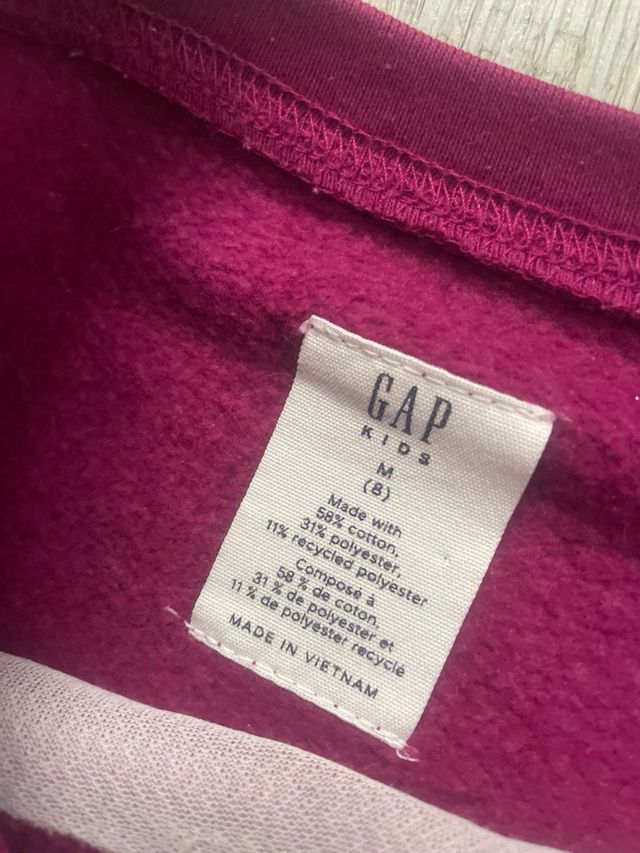 GAP
KIDS
M
(8)
Made with
58% cotton,
31% polyester,
11% recycled polyester
Composé à
58 % de coton,
31 % de polyester et
11 % de polyester recyclé
MADE IN VIETNAM